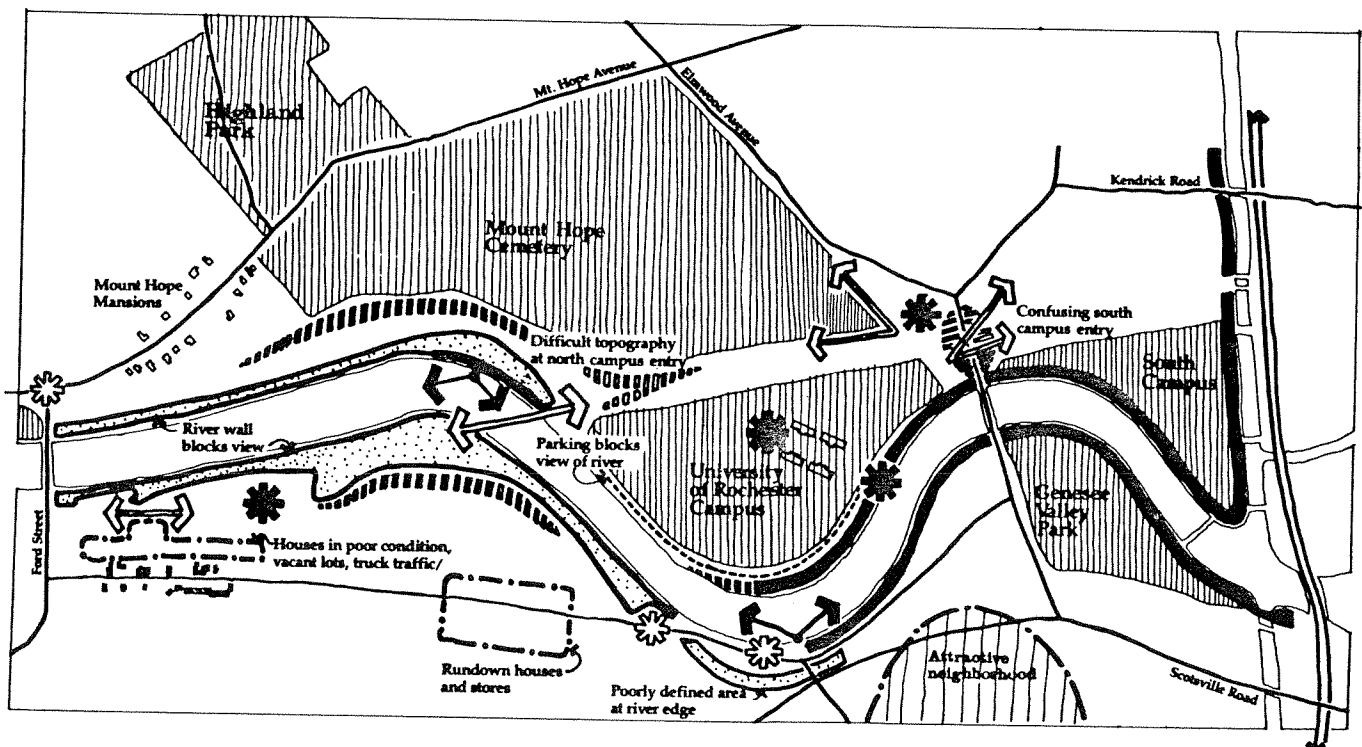 Highland
Park
Mt. Hope Avenue
Elmwood Avenue
Kendrick Road
Mount Hope
Cemetery
Mount Hope
Mansions
Confusing south
campus entry
Difficult topography
at north campus entry
South
Campus
River wall
blocks view
Parking blocks
view of river
University
of Rochester
Campus
Genesee
Valley
Park
Ford Street
Houses in poor condition,
vacant lots, truck traffic/
Rundown houses
and stores
Poorly defined area
at river edge
Attractive
neighborhood
Scotsville Road